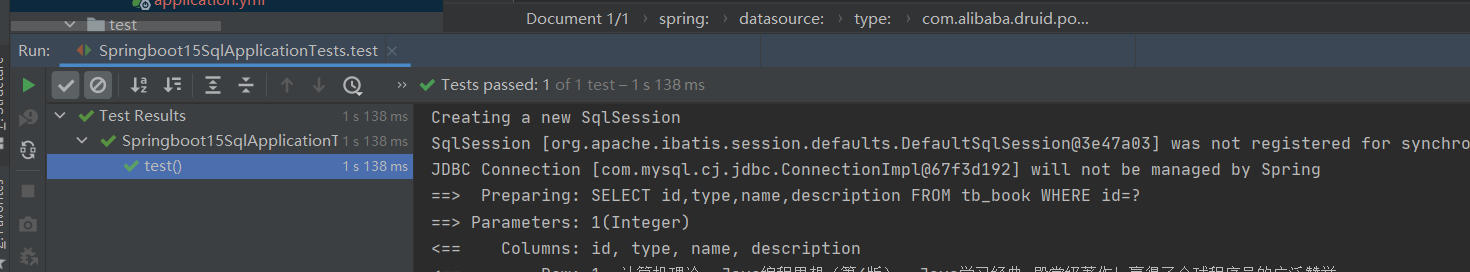 application.yml
test
Document 1/1 › spring: › datasource: › type: › com.alibaba.druid.po...
Run: Springboot15SqlApplicationTests.test ×
» Tests passed: 1 of 1 test – 1 s 138 ms
Test Results 1 s 138 ms
Springboot15SqlApplicationT 1 s 138 ms
test() 1 s 138 ms
Creating a new SqlSession
SqlSession [org.apache.ibatis.session.defaults.DefaultSqlSession@3e47a03] was not registered for synchro
JDBC Connection [com.mysql.cj.jdbc.ConnectionImpl@67f3d192] will not be managed by Spring
==>  Preparing: SELECT id,type,name,description FROM tb_book WHERE id=?
==> Parameters: 1(Integer)
<==    Columns: id, type, name, description